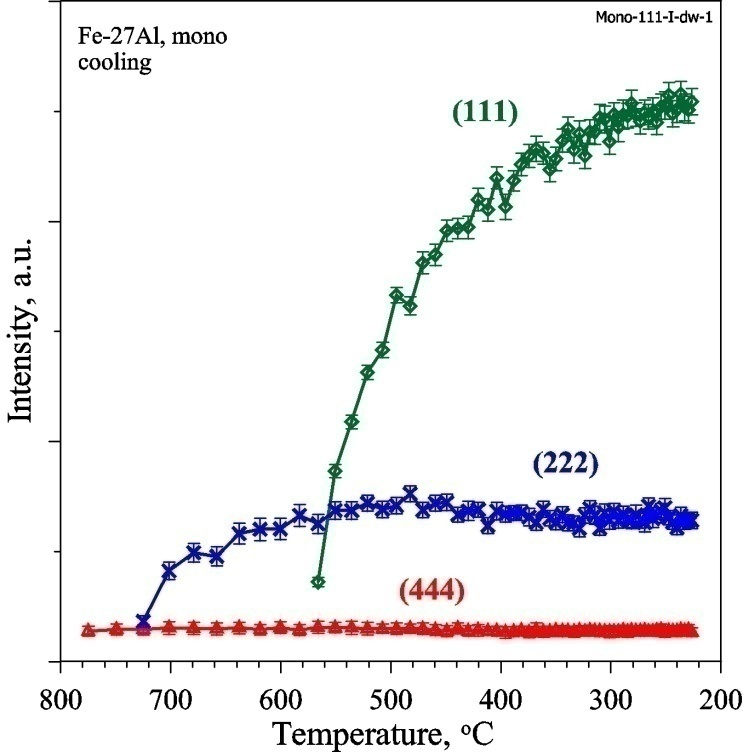 Mono-111-I-dw-1
Fe-27Al, mono
cooling
(111)
(222)
(444)
Intensity, a.u.
800 700 600 500 400 300 200
Temperature, °C